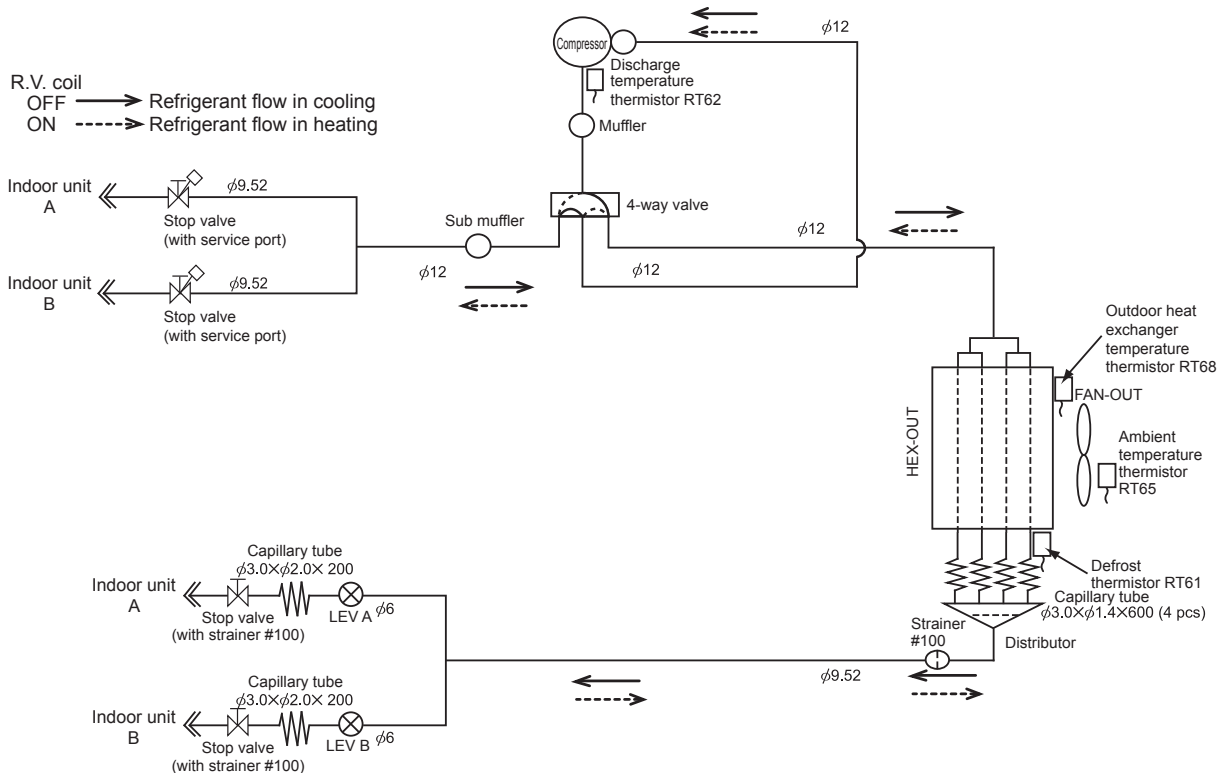 Compressor
φ12
Discharge
temperature
thermistor RT62
R.V. coil
OFF Refrigerant flow in cooling
ON Refrigerant flow in heating
Muffler
Indoor unit
A
φ9.52
Stop valve
(with service port)
4-way valve
Sub muffler
φ12
Indoor unit
B
φ9.52
Stop valve
(with service port)
φ12
φ12
Outdoor heat
exchanger
temperature
thermistor RT68
FAN-OUT
HEX-OUT
Ambient
temperature
thermistor
RT65
Defrost
thermistor RT61
Capillary tube
φ3.0×φ1.4×600 (4 pcs)
Distributor
Strainer
#100
φ9.52
Capillary tube
φ3.0×φ2.0× 200
Indoor unit
A
LEV A
φ6
Stop valve
(with strainer #100)
Capillary tube
φ3.0×φ2.0× 200
Indoor unit
B
LEV B
φ6
Stop valve
(with strainer #100)